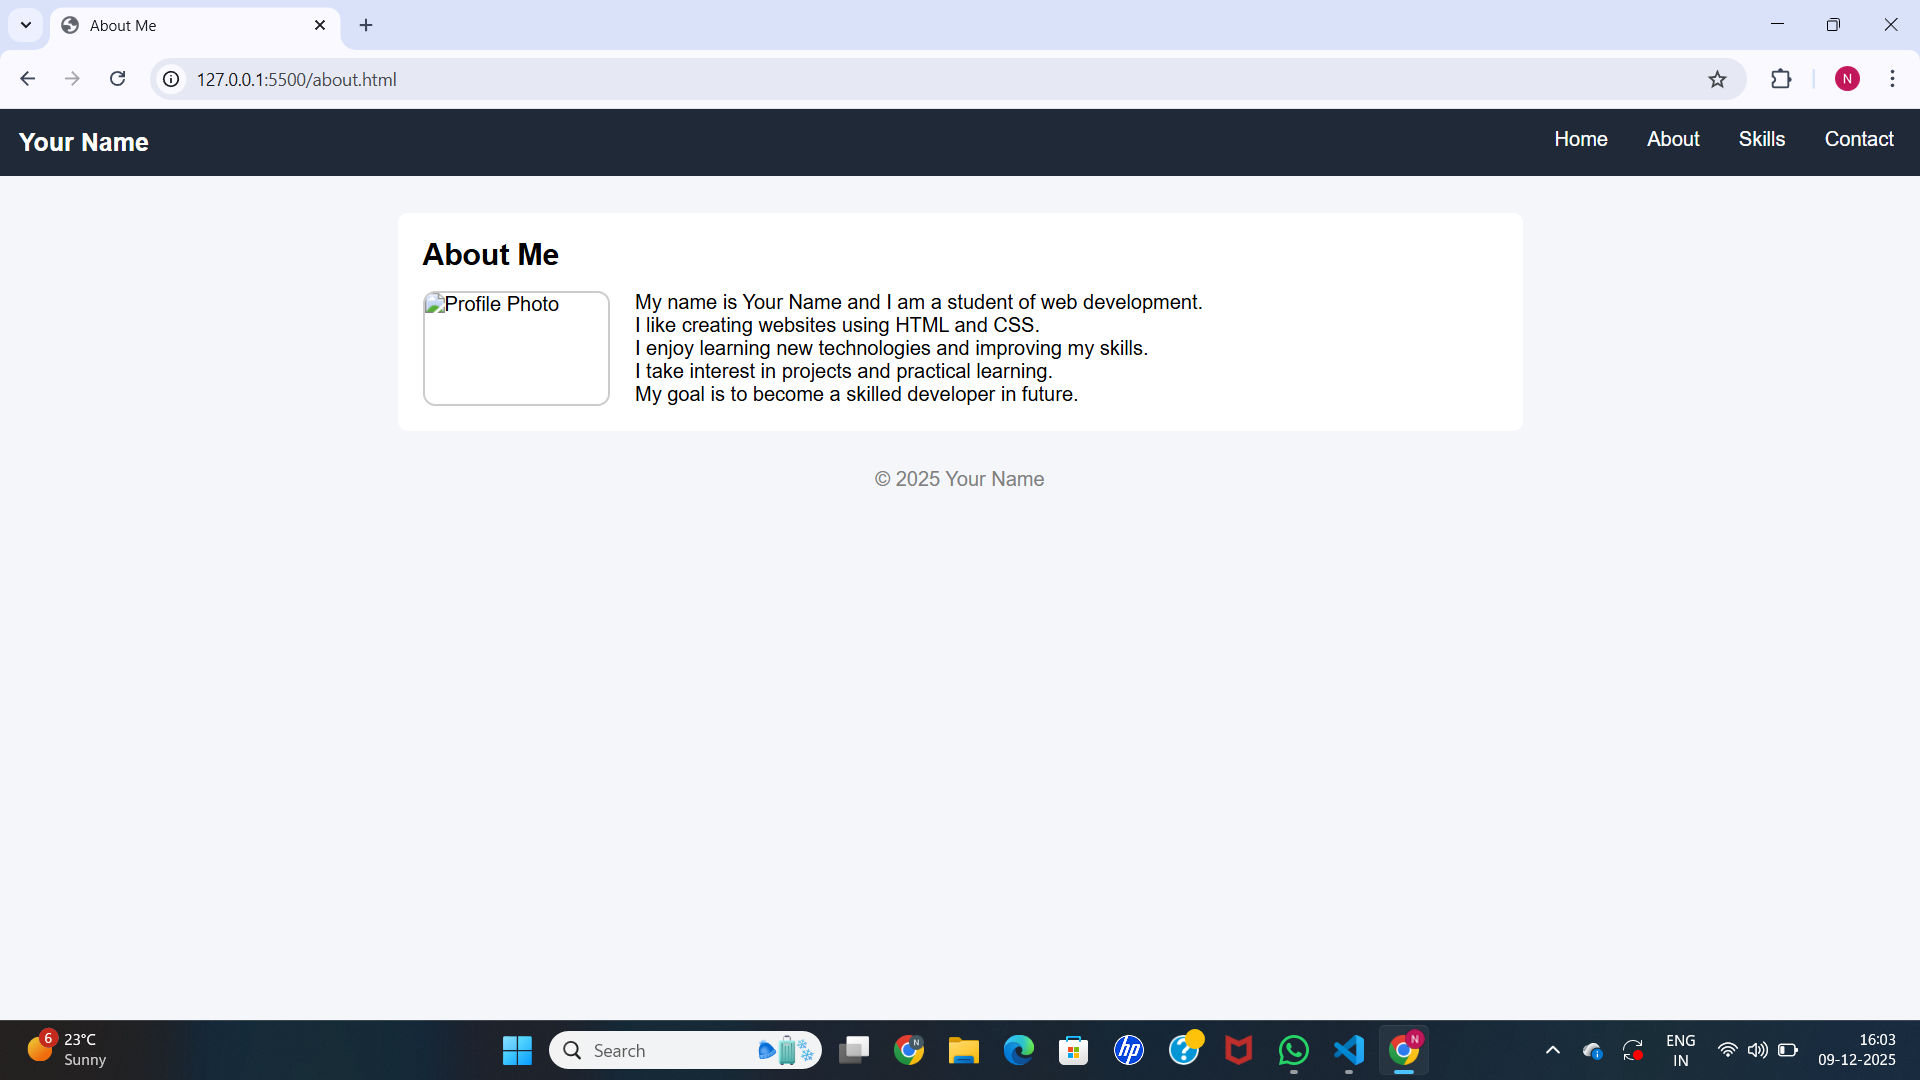 About Me
127.0.0.1:5500/about.html
N
Your Name
Home About Skills Contact
About Me
Profile Photo
My name is Your Name and I am a student of web development.
I like creating websites using HTML and CSS.
I enjoy learning new technologies and improving my skills.
I take interest in projects and practical learning.
My goal is to become a skilled developer in future.
© 2025 Your Name
6
23°C
Sunny
Search
N
hp
?
N
ENG
IN
16:03
09-12-2025